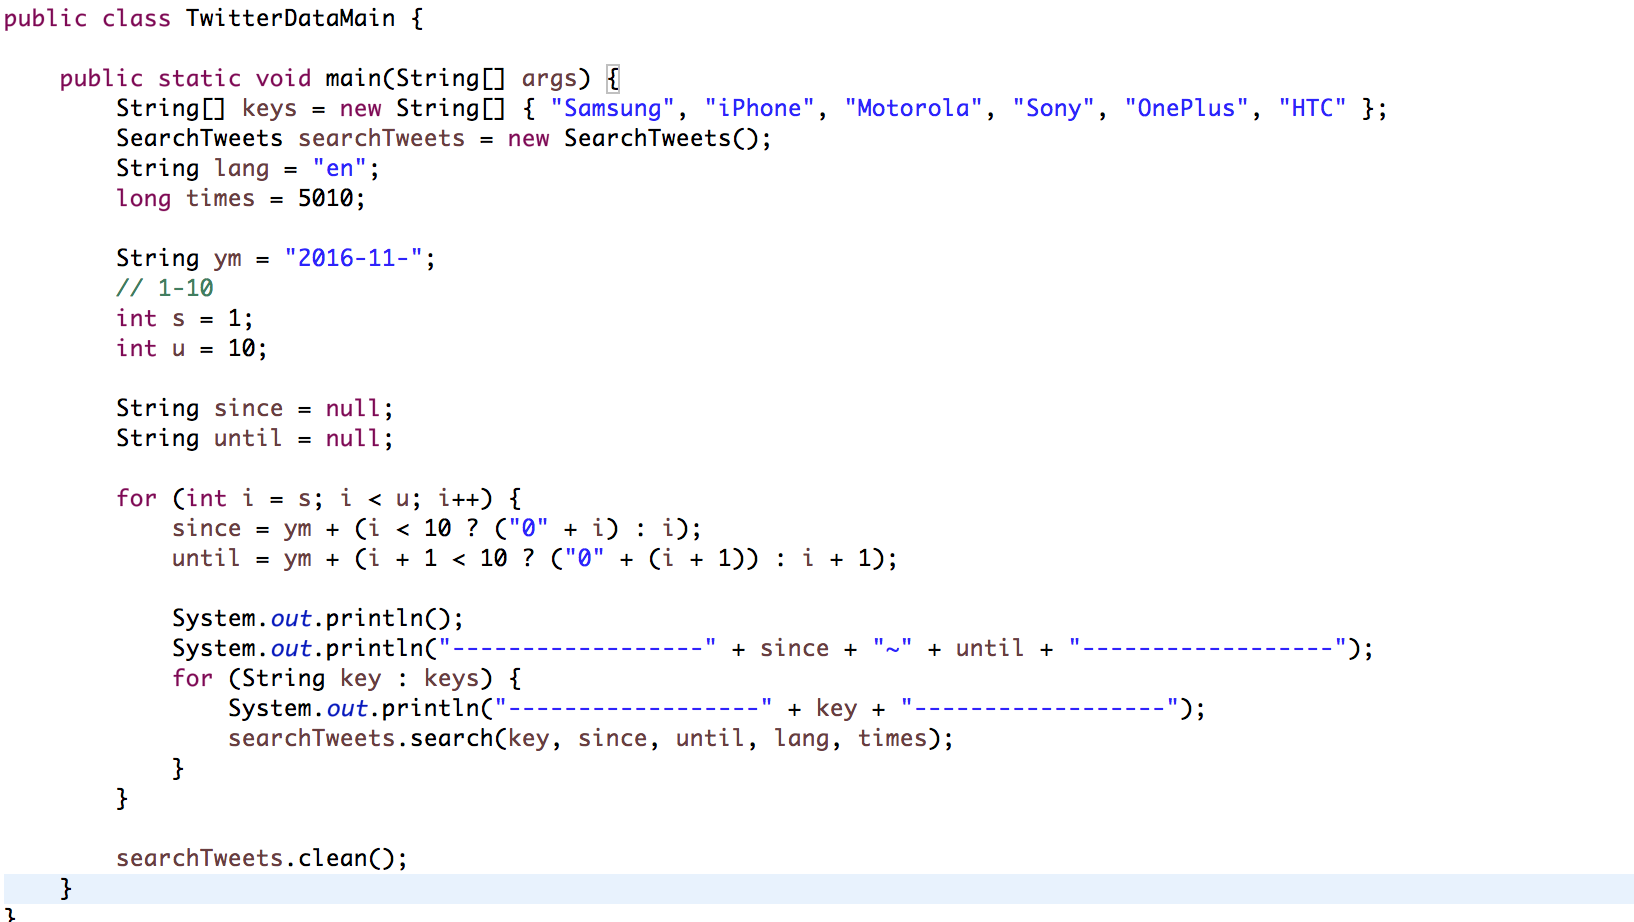 public class TwitterDataMain {
public static void main(String[] args) {
String[] keys = new String[] { "Samsung", "iPhone", "Motorola", "Sony", "OnePlus", "HTC" };
SearchTweets searchTweets = new SearchTweets();
String lang = "en";
long times = 5010;
String ym = "2016-11-";
// 1-10
int s = 1;
int u = 10;
String since = null;
String until = null;
for (int i = s; i < u; i++) {
since = ym + (i < 10 ? ("0" + i) : i);
until = ym + (i + 1 < 10 ? ("0" + (i + 1)) : i + 1);
System.out.println();
System.out.println("------------------" + since + "~" + until + "------------------");
for (String key : keys) {
System.out.println("------------------" + key + "------------------");
searchTweets.search(key, since, until, lang, times);
}
}
searchTweets.clean();
}
}